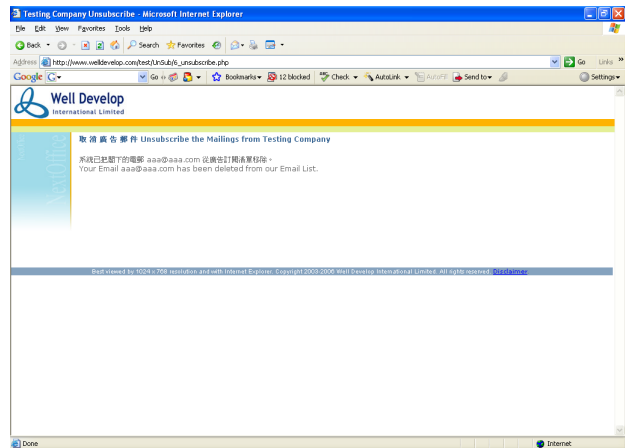 Testing Company Unsubscribe - Microsoft Internet Explorer
File Edit View Favorites Tools Help
Back Search Favorites
Address http://www.welldevelop.com/test/UnSub/6_unsubscribe.php Go Links »
Google G Go Bookmarks 12 blocked Check AutoLink AutoFill Send to Settings
Well Develop
International Limited
取消廣告郵件 Unsubscribe the Mailings from Testing Company
系統已把閣下的電郵 aaa@aaa.com 從廣告訂閱清單移除。
Your Email aaa@aaa.com has been deleted from our Email List.
NextOffice
Best viewed by 1024 x 768 resolution and with Internet Explorer. Copyright 2003-2006 Well Develop International Limited. All rights reserved. Disclaimer
Done Internet